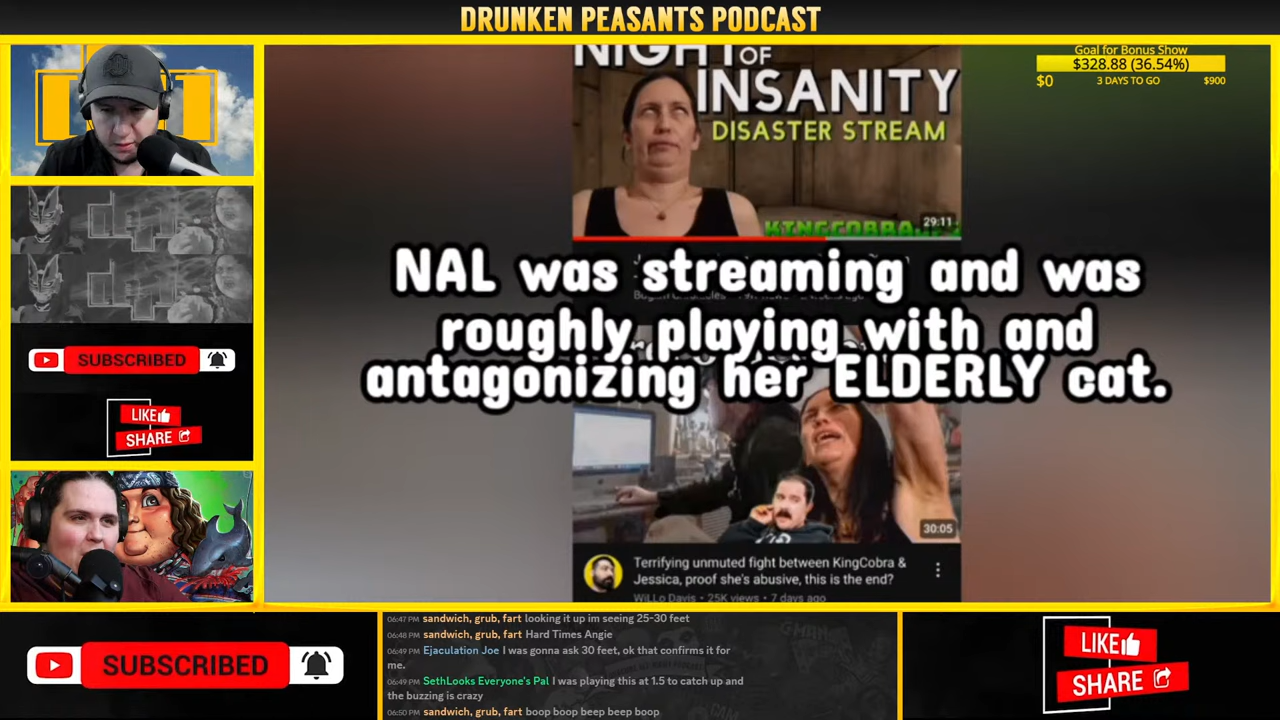 DRUNKEN PEASANTS PODCAST
Goal for Bonus Show
$328.88 (36.54%)
$0
3 DAYS TO GO
$900
NIGHT OF
INSANITY
DISASTER STREAM
KINGCOBRA
29:11
NAL was streaming and was
roughly playing with and
antagonizing her ELDERLY cat.
30:05
Terrifying unmuted fight between KingCobra &
Jessica, proof she's abusive, this is the end?
WiLLo Davis • 25K views • 7 days ago
SUBSCRIBED
LIKE
SHARE
06:47 PM sandwich, grub, fart looking it up im seeing 25-30 feet
06:48 PM sandwich, grub, fart Hard Times Angie
06:49 PM Ejaculation Joe I was gonna ask 30 feet, ok that confirms it for
me.
06:49 PM SethLooks Everyone's Pal I was playing this at 1.5 to catch up and
the buzzing is crazy
06:50 PM sandwich, grub, fart boop boop beep beep boop
SUBSCRIBED
LIKE
SHARE